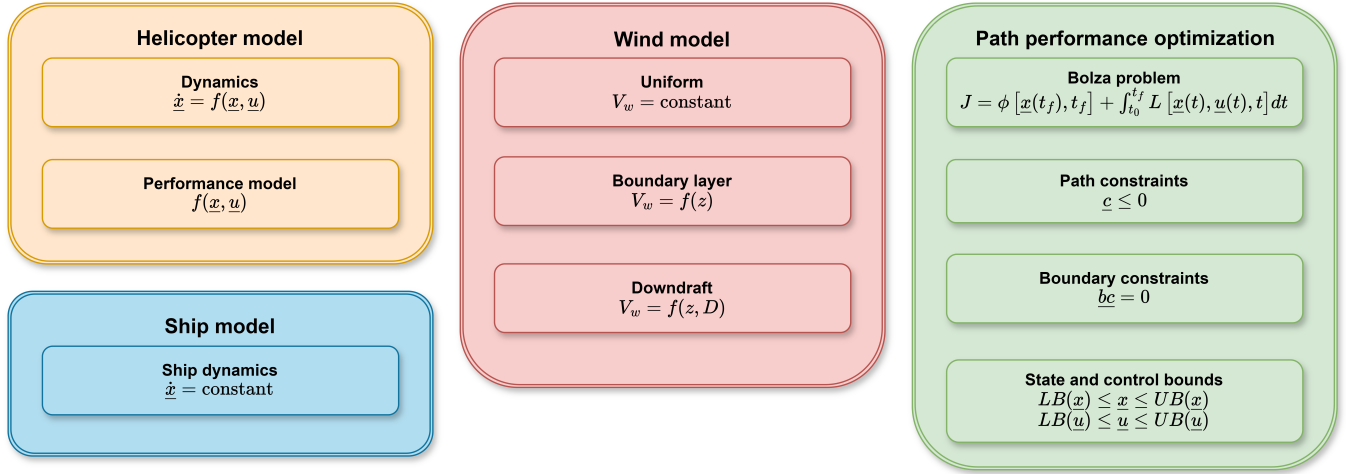 Helicopter model
Dynamics
ẋ = f(x, u)
Performance model
f(x, u)
Ship model
Ship dynamics
ẋ = constant
Wind model
Uniform
V_w = constant
Boundary layer
V_w = f(z)
Downdraft
V_w = f(z, D)
Path performance optimization
Bolza problem
J = ϕ [x(t_f), t_f] + ∫_{t_0}^{t_f} L [x(t), u(t), t] dt
Path constraints
c ≤ 0
Boundary constraints
bc = 0
State and control bounds
LB(x) ≤ x ≤ UB(x)
LB(u) ≤ u ≤ UB(u)